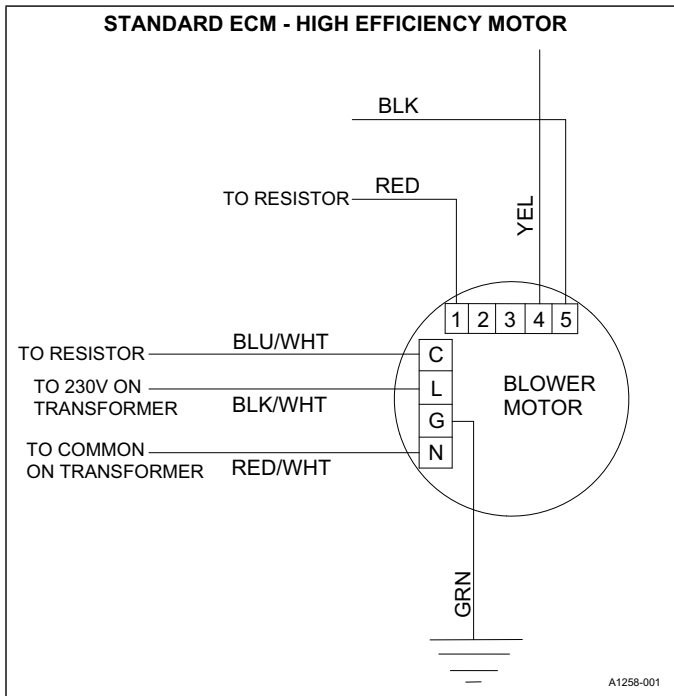 STANDARD ECM - HIGH EFFICIENCY MOTOR
BLK
RED
TO RESISTOR
YEL
1 2 3 4 5
BLU/WHT
TO RESISTOR
C
TO 230V ON
TRANSFORMER
BLK/WHT
L
BLOWER
MOTOR
G
TO COMMON
ON TRANSFORMER
RED/WHT
N
GRN
A1258-001